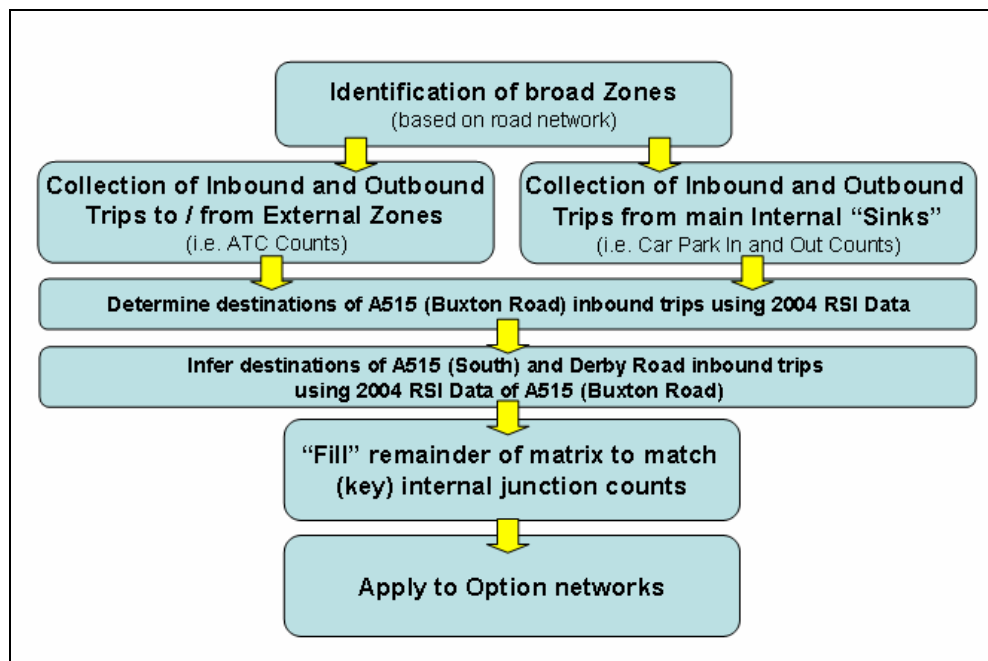 Identification of broad Zones
(based on road network)
Collection of Inbound and Outbound
Trips to / from External Zones
(i.e. ATC Counts)
Collection of Inbound and Outbound
Trips from main Internal “Sinks”
(i.e. Car Park In and Out Counts)
Determine destinations of A515 (Buxton Road) inbound trips using 2004 RSI Data
Infer destinations of A515 (South) and Derby Road inbound trips
using 2004 RSI Data of A515 (Buxton Road)
“Fill” remainder of matrix to match
(key) internal junction counts
Apply to Option networks